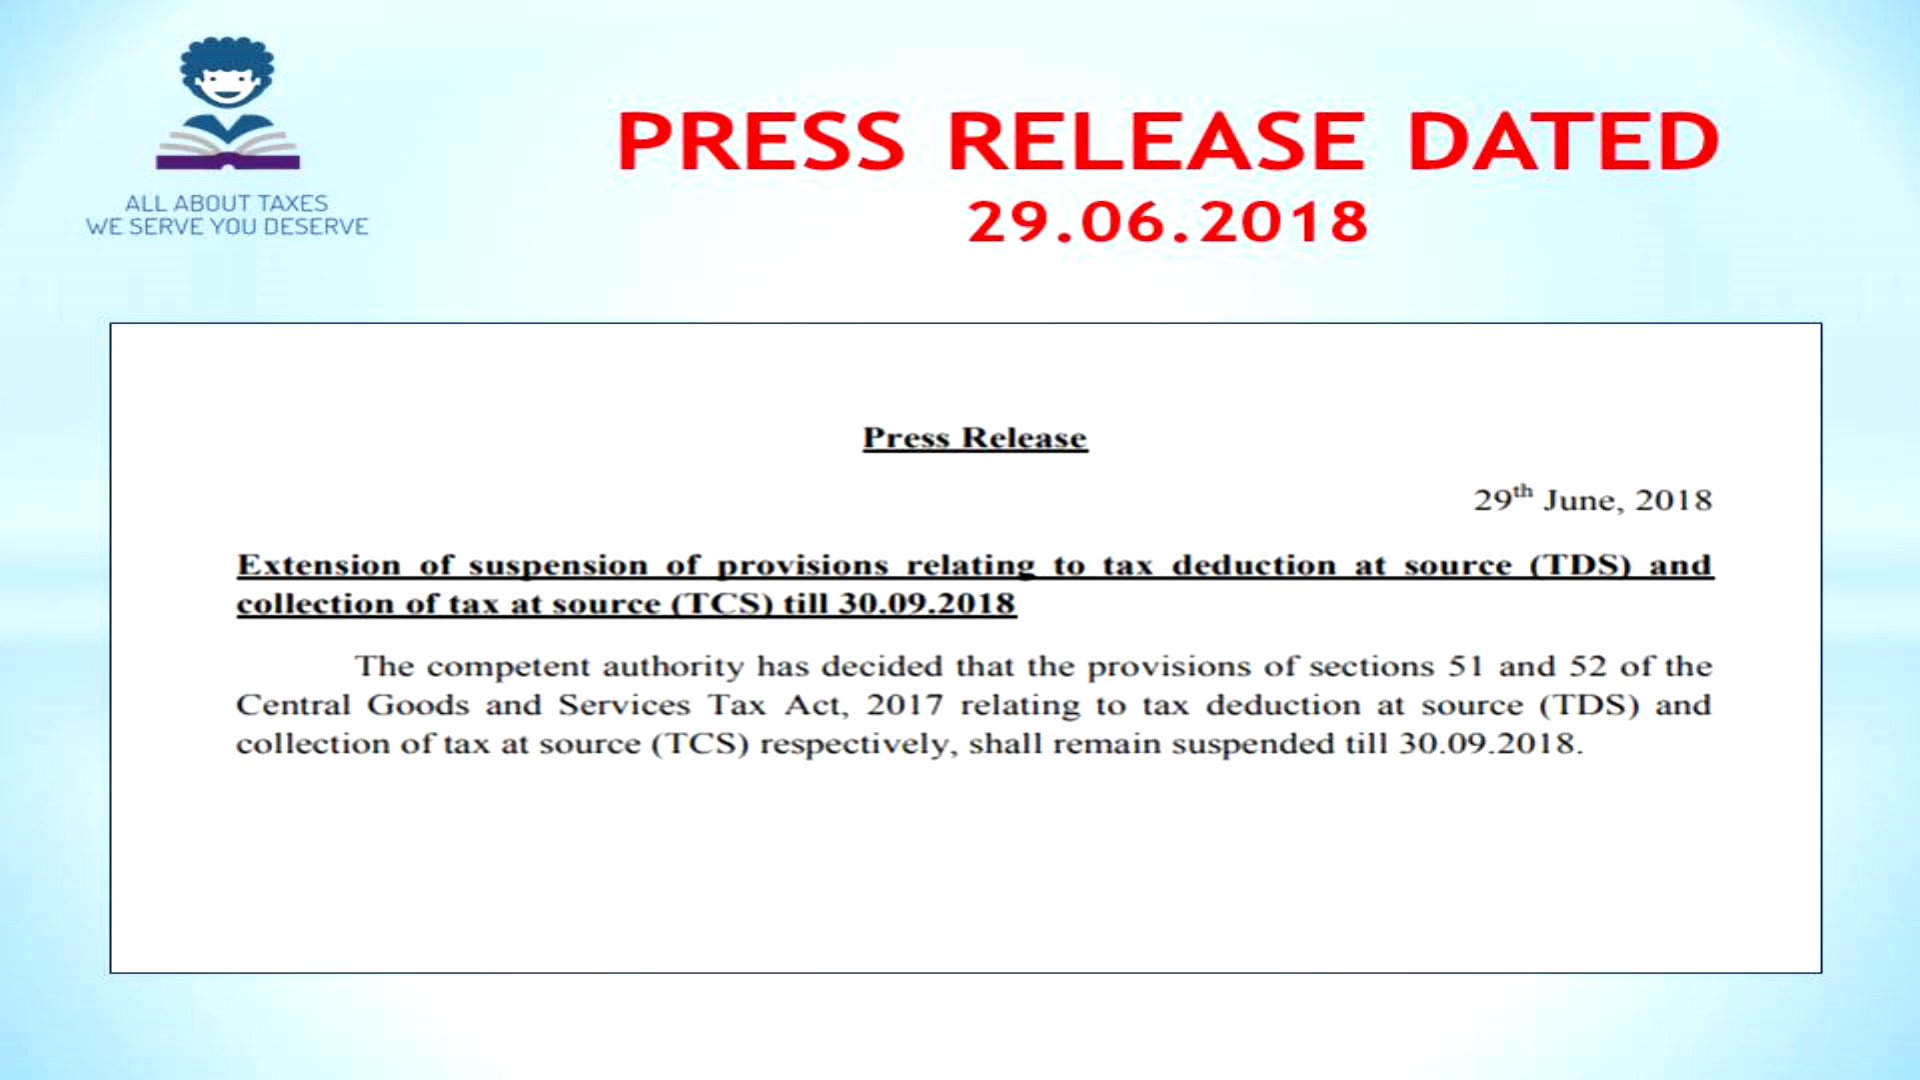 ALL ABOUT TAXES
WE SERVE YOU DESERVE
PRESS RELEASE DATED
29.06.2018
Press Release
29th June, 2018
Extension of suspension of provisions relating to tax deduction at source (TDS) and
collection of tax at source (TCS) till 30.09.2018
The competent authority has decided that the provisions of sections 51 and 52 of the
Central Goods and Services Tax Act, 2017 relating to tax deduction at source (TDS) and
collection of tax at source (TCS) respectively, shall remain suspended till 30.09.2018.